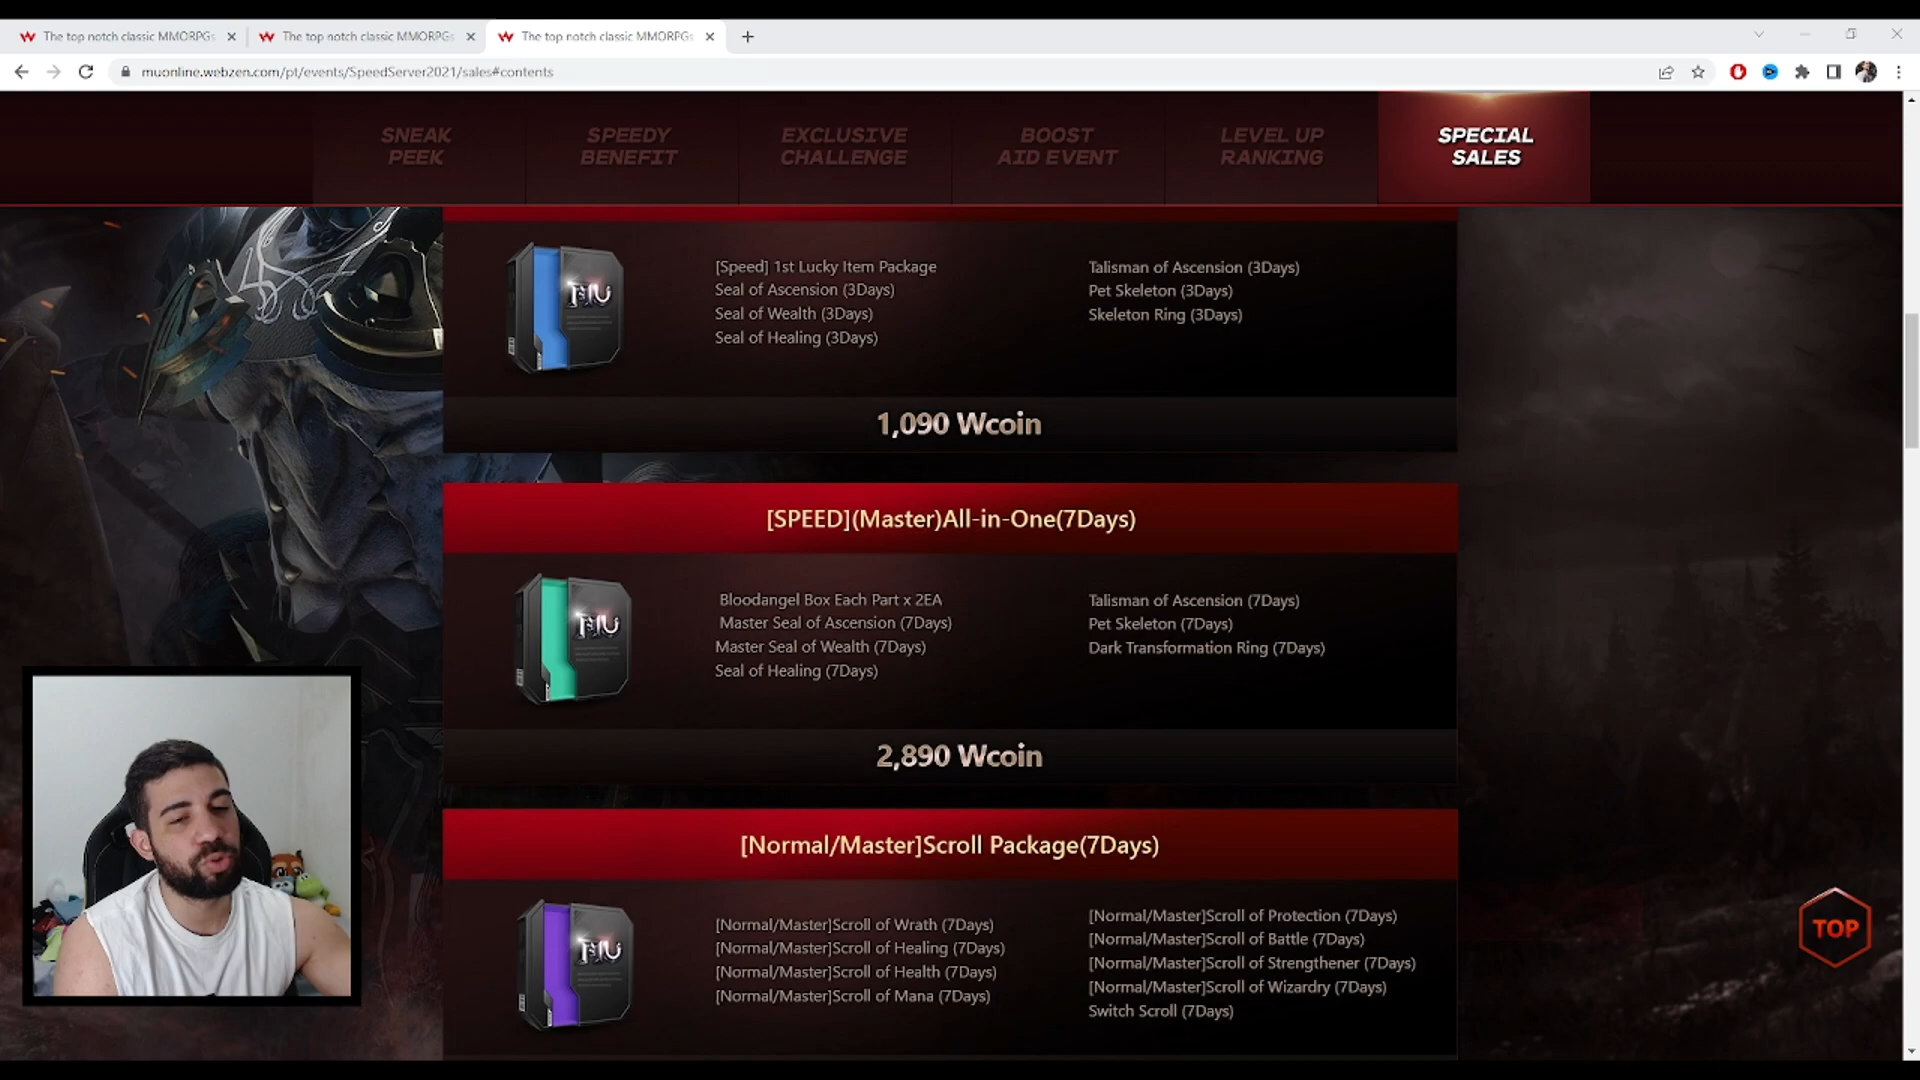 The top notch classic MMORPGs
The top notch classic MMORPGs
The top notch classic MMORPGs
muonline.webzen.com/pt/events/SpeedServer2021/sales#contents
SNEAK
PEEK
SPEEDY
BENEFIT
EXCLUSIVE
CHALLENGE
BOOST
AID EVENT
LEVEL UP
RANKING
SPECIAL
SALES
MU
[Speed] 1st Lucky Item Package
Seal of Ascension (3Days)
Seal of Wealth (3Days)
Seal of Healing (3Days)
Talisman of Ascension (3Days)
Pet Skeleton (3Days)
Skeleton Ring (3Days)
1,090 Wcoin
[SPEED](Master)All-in-One(7Days)
MU
Bloodangel Box Each Part x 2EA
Master Seal of Ascension (7Days)
Master Seal of Wealth (7Days)
Seal of Healing (7Days)
Talisman of Ascension (7Days)
Pet Skeleton (7Days)
Dark Transformation Ring (7Days)
2,890 Wcoin
[Normal/Master]Scroll Package(7Days)
MU
[Normal/Master]Scroll of Wrath (7Days)
[Normal/Master]Scroll of Healing (7Days)
[Normal/Master]Scroll of Health (7Days)
[Normal/Master]Scroll of Mana (7Days)
[Normal/Master]Scroll of Protection (7Days)
[Normal/Master]Scroll of Battle (7Days)
[Normal/Master]Scroll of Strengthener (7Days)
[Normal/Master]Scroll of Wizardry (7Days)
Switch Scroll (7Days)
TOP